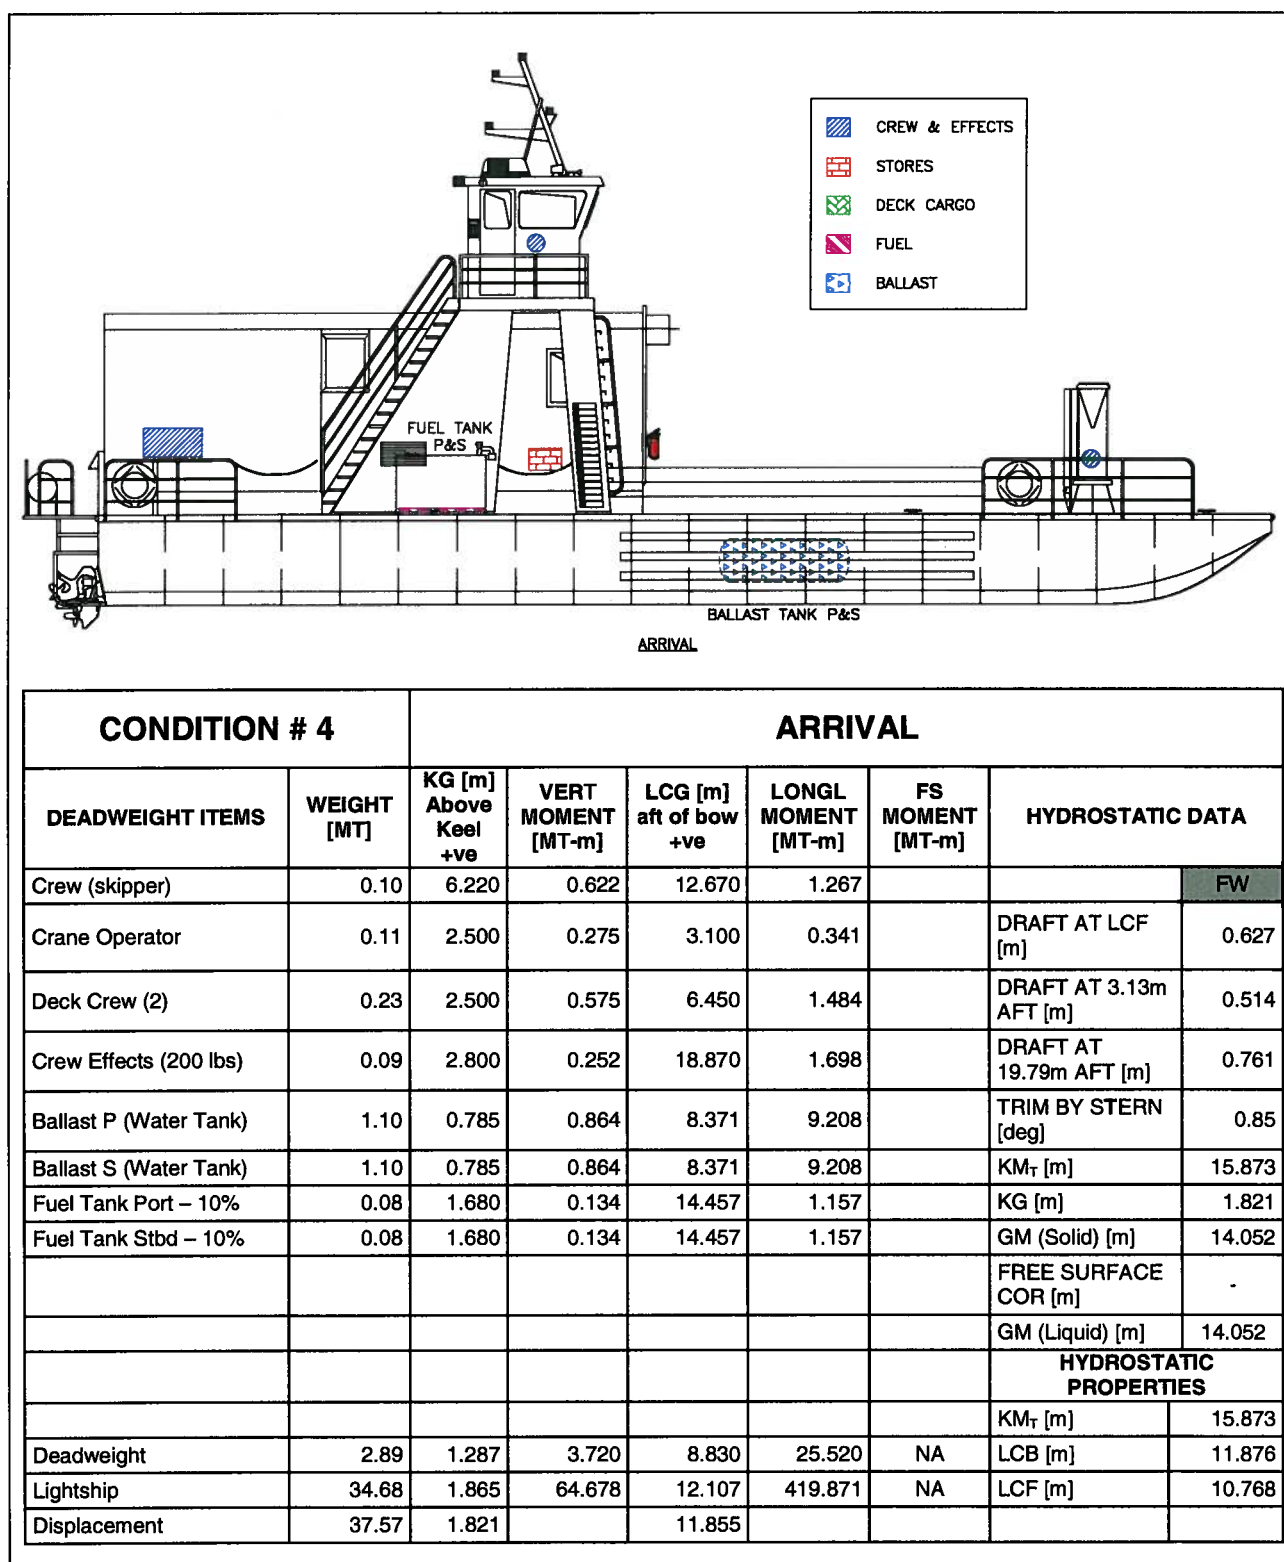 CREW & EFFECTS
STORES
DECK CARGO
FUEL
BALLAST
FUEL TANK
P&S
BALLAST TANK P&S
ARRIVAL
CONDITION # 4 ARRIVAL
DEADWEIGHT ITEMS WEIGHT [MT] KG [m] Above Keel +ve VERT MOMENT [MT-m] LCG [m] aft of bow +ve LONGL MOMENT [MT-m] FS MOMENT [MT-m] HYDROSTATIC DATA
Crew (skipper) 0.10 6.220 0.622 12.670 1.267 FW
Crane Operator 0.11 2.500 0.275 3.100 0.341 DRAFT AT LCF [m] 0.627
Deck Crew (2) 0.23 2.500 0.575 6.450 1.484 DRAFT AT 3.13m AFT [m] 0.514
Crew Effects (200 lbs) 0.09 2.800 0.252 18.870 1.698 DRAFT AT 19.79m AFT [m] 0.761
Ballast P (Water Tank) 1.10 0.785 0.864 8.371 9.208 TRIM BY STERN [deg] 0.85
Ballast S (Water Tank) 1.10 0.785 0.864 8.371 9.208 KMT [m] 15.873
Fuel Tank Port – 10% 0.08 1.680 0.134 14.457 1.157 KG [m] 1.821
Fuel Tank Stbd – 10% 0.08 1.680 0.134 14.457 1.157 GM (Solid) [m] 14.052
FREE SURFACE COR [m] -
GM (Liquid) [m] 14.052
HYDROSTATIC PROPERTIES
KMT [m] 15.873
Deadweight 2.89 1.287 3.720 8.830 25.520 NA LCB [m] 11.876
Lightship 34.68 1.865 64.678 12.107 419.871 NA LCF [m] 10.768
Displacement 37.57 1.821 11.855